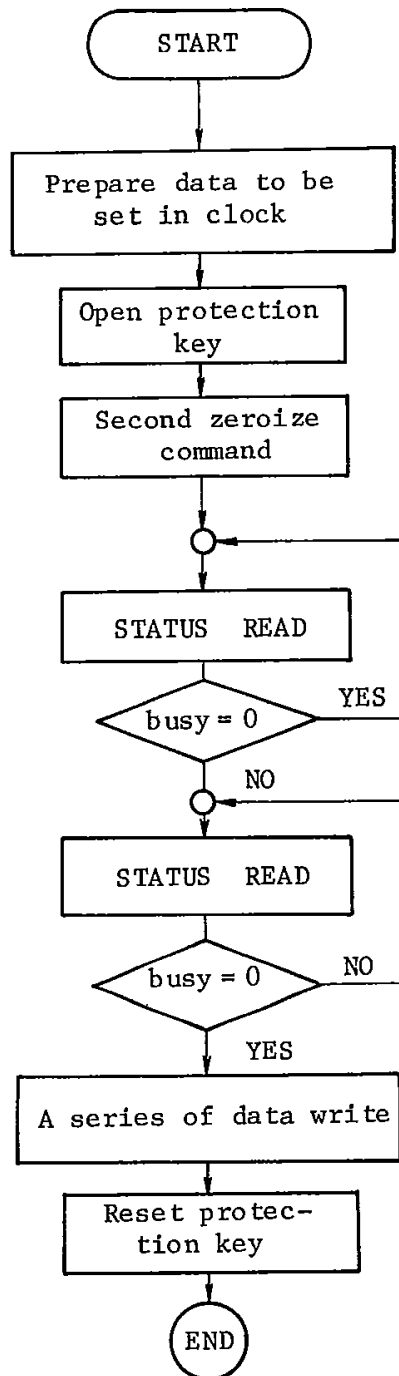 START
Prepare data to be
set in clock
Open protection
key
Second zeroize
command
STATUS READ
busy = 0
YES
NO
STATUS READ
busy = 0
NO
YES
A series of data write
Reset protec-
tion key
END